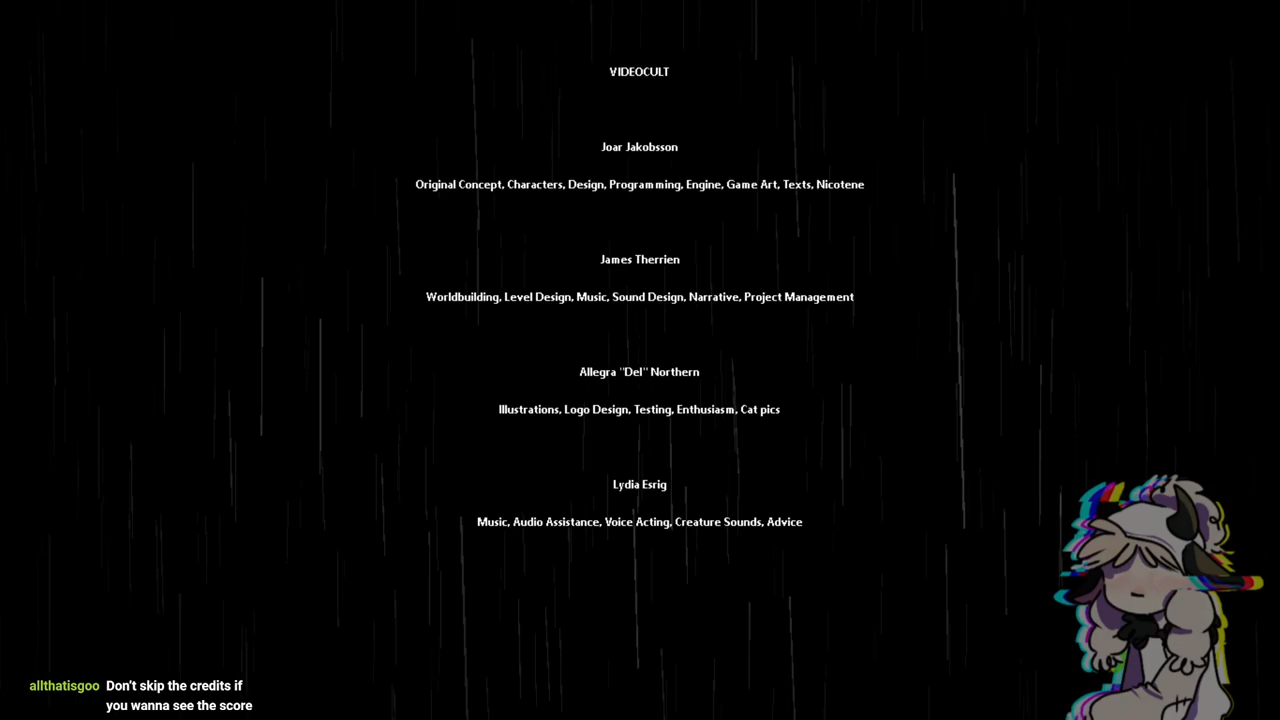 VIDEOCULT
Joar Jakobsson
Original Concept, Characters, Design, Programming, Engine, Game Art, Texts, Nicotene
James Therrien
Worldbuilding, Level Design, Music, Sound Design, Narrative, Project Management
Allegra "Del" Northern
Illustrations, Logo Design, Testing, Enthusiasm, Cat pics
Lydia Esrig
Music, Audio Assistance, Voice Acting, Creature Sounds, Advice
allthatisgoo Don't skip the credits if
you wanna see the score